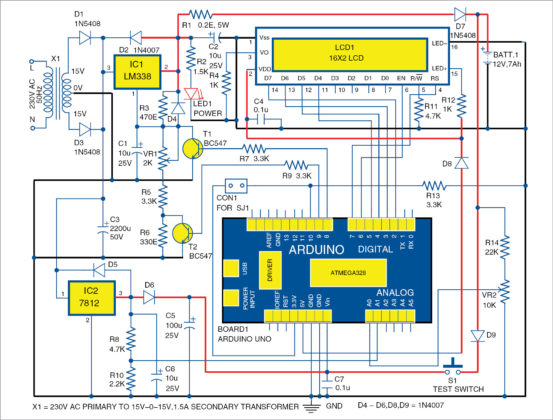 D1
1N5408
R1
0.2E, 5W
D7
1N5408
L
230V AC
50Hz
N
X1
15V
0V
15V
D2 1N4007
IC1
LM338
1
2
3
C2
10u
25V
R2
1.5K
R4
1K
LED1
POWER
D3
1N5408
R3
470E
D4
C1
10u
25V
T1
BC547
VR1
2K
R5
3.3K
R6
330E
T2
BC547
R7 3.3K
R9 3.3K
LCD1
16X2 LCD
1
Vss
3
VO
2
VDD
16
LED-
LED+
15
D7 D6 D5 D4 D3 D2 D1 D0 EN R/W RS
14 13 12 11 6 5 4
C4
0.1u
R11
4.7K
R12
1K
BATT.1
12V,7Ah
D8
CON1
FOR SJ1
R13
3.3K
AREF
GND
13
12
11
10
9
8
7
6
5
4
3
2
TX 1
RX 0
ARDUINO DIGITAL
USB
DRIVER
ATMEGA328
POWER
INPUT
ANALOG
IOREF
RST
3.3V
5V
GND
GND
Vin
A0
A1
A2
A3
A4
A5
BOARD1
ARDUINO UNO
C3
2200u
50V
D5
IC2
7812
1
2
3
D6
C5
100u
25V
R8
4.7K
R10
2.2K
C6
10u
25V
C7
0.1u
R14
22K
VR2
10K
D9
S1
TEST SWITCH
X1 = 230V AC PRIMARY TO 15V–0–15V,1.5A SECONDARY TRANSFORMER
GND
D4 – D6,D8,D9 = 1N4007